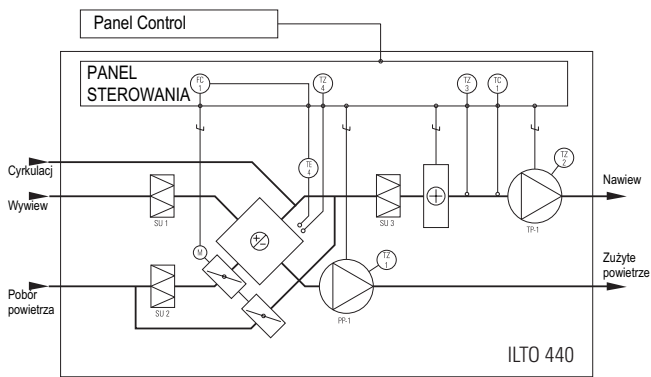 Panel Control
PANEL
STEROWANIA
FC
1
TZ
4
TZ
3
TC
1
TE
4
TZ
2
Cyrkulacj
Wywiew
SU 1
SU 3
TP-1
Nawiew
M
+/-
TZ
1
Zużyte
powietrze
Pobór
powietrza
SU 2
PP-1
ILTO 440